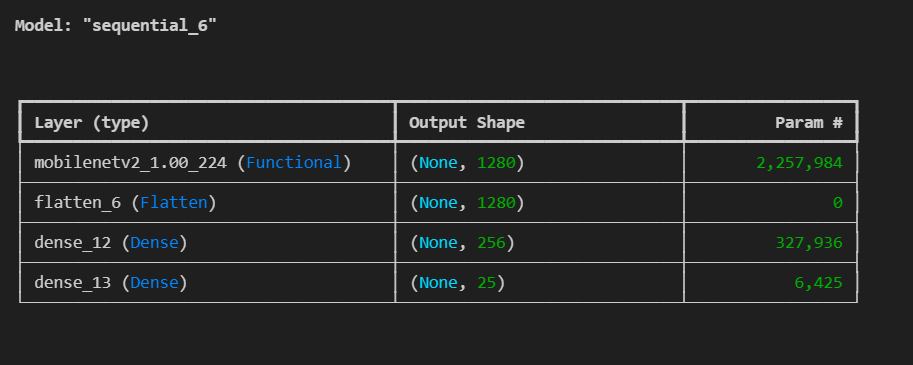 Model: "sequential_6"
Layer (type) Output Shape Param #
mobilenetv2_1.00_224 (Functional) (None, 1280) 2,257,984
flatten_6 (Flatten) (None, 1280) 0
dense_12 (Dense) (None, 256) 327,936
dense_13 (Dense) (None, 25) 6,425